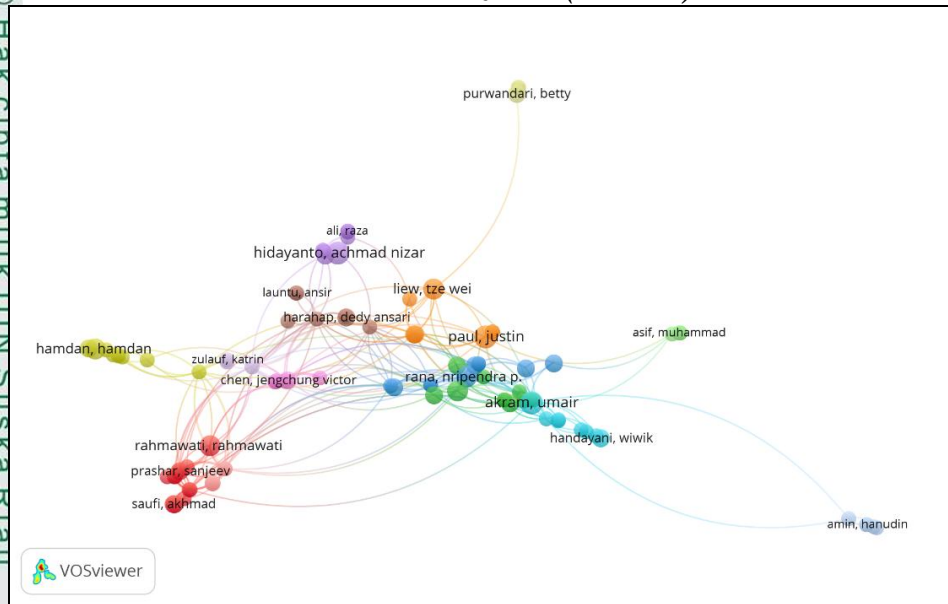 purwandari, betty
ali, raza
hidayanto, achmad nizar
launtu, ansir
liew, tze wei
harahap, dedy ansari
paul, justin
asif, muhammad
hamdan, hamdan
zulauf, katrin
chen, jengchung victor
rana, nripendra p.
akram, umair
handayani, wiwik
rahmawati, rahmawati
prashar, sanjeev
saufi, akhmad
amin, hanudin
VOSviewer